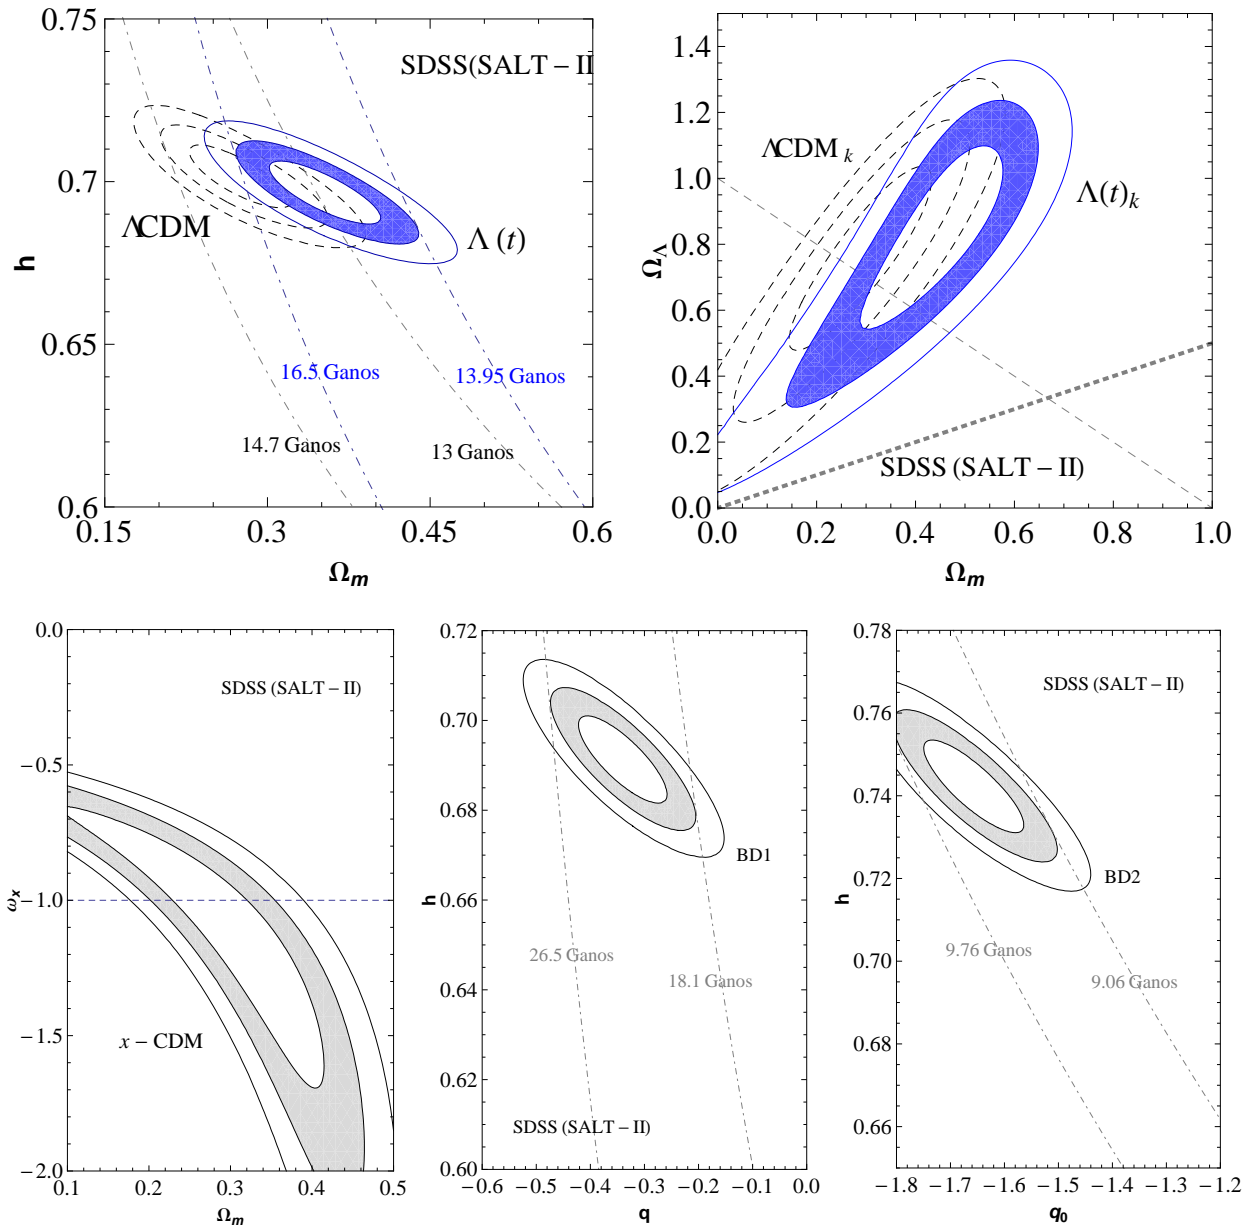 0.75
0.7
0.65
0.6
h
SDSS(SALT – II
ΛCDM
Λ (t)
16.5 Ganos
13.95 Ganos
14.7 Ganos
13 Ganos
0.15
0.3
0.45
0.6
Ωm
1.4
1.2
1.0
0.8
0.6
0.4
0.2
0.0
ΩΛ
ΛCDM k
Λ(t)k
SDSS (SALT – II)
0.0
0.2
0.4
0.6
0.8
1.0
Ωm
0.0
−0.5
−1.0
−1.5
−2.0
ωx
SDSS (SALT – II)
x – CDM
0.1
0.2
0.3
0.4
0.5
Ωm
0.72
0.70
0.68
0.66
0.64
0.62
0.60
h
BD1
26.5 Ganos
18.1 Ganos
SDSS (SALT – II)
−0.6
−0.5
−0.4
−0.3
−0.2
−0.1
0.0
q
0.78
0.76
0.74
0.72
0.70
0.68
0.66
h
SDSS (SALT – II)
BD2
9.76 Ganos
9.06 Ganos
−1.8
−1.7
−1.6
−1.5
−1.4
−1.3
−1.2
q0